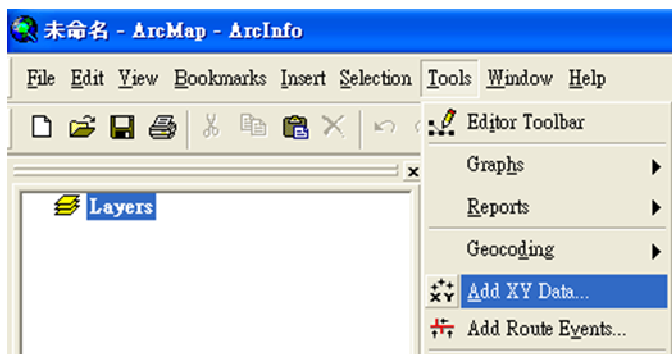 未命名 - ArcMap - ArcInfo
File Edit View Bookmarks Insert Selection Tools Window Help
Editor Toolbar
Graphs
Layers
Reports
Geocoding
XY Add XY Data...
Add Route Events...